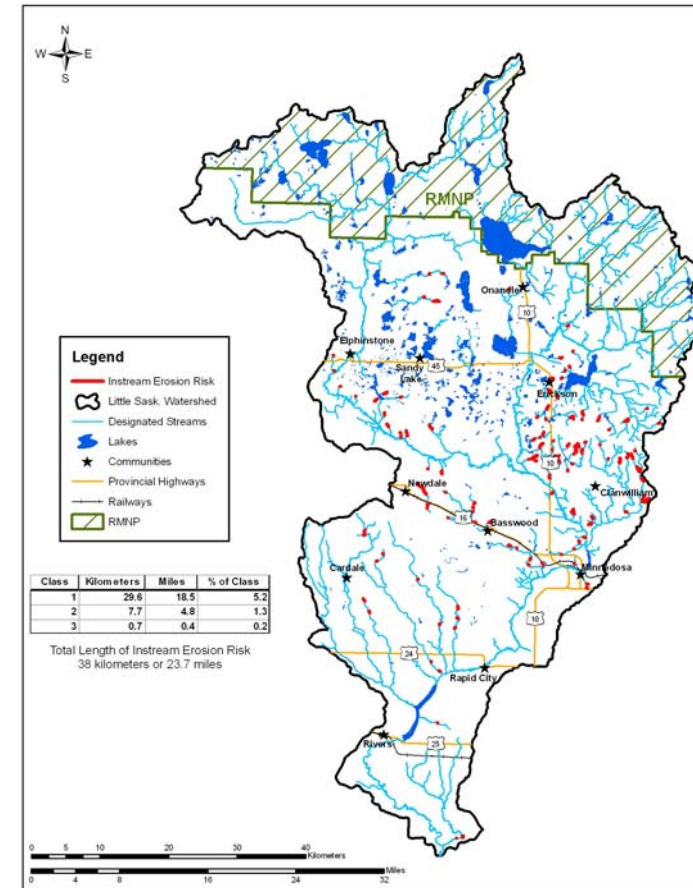 N
W E
S
RMNP
Onanole
10
Elphinstone
Sandy
Lake
45
Erickson
Legend
Instream Erosion Risk
Little Sask. Watershed
Designated Streams
Lakes
Communities
Provincial Highways
Railways
RMNP
10
Newdale
Clanwilliam
16
Basswood
Cardale
Minnedosa
Class Kilometers Miles % of Class
1 29.6 18.5 5.2
2 7.7 4.8 1.3
3 0.7 0.4 0.2
Total Length of Instream Erosion Risk
38 kilometers or 23.7 miles
10
24
Rapid City
Rivers
25
0 5 10 20 30 40
Kilometers
Miles
0 4 8 16 24 32